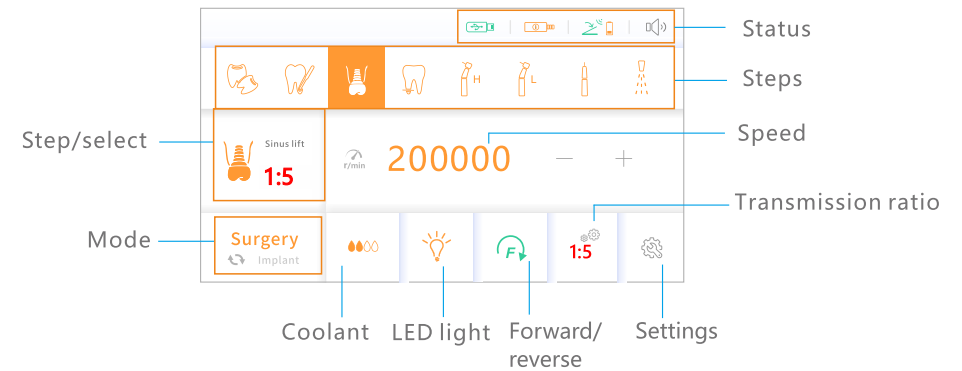 Status
Steps
H
L
Step/select
Sinus lift
1:5
r/min
200000
Speed
Transmission ratio
Mode
Surgery
Implant
F
1:5
Coolant
LED light
Forward/
reverse
Settings